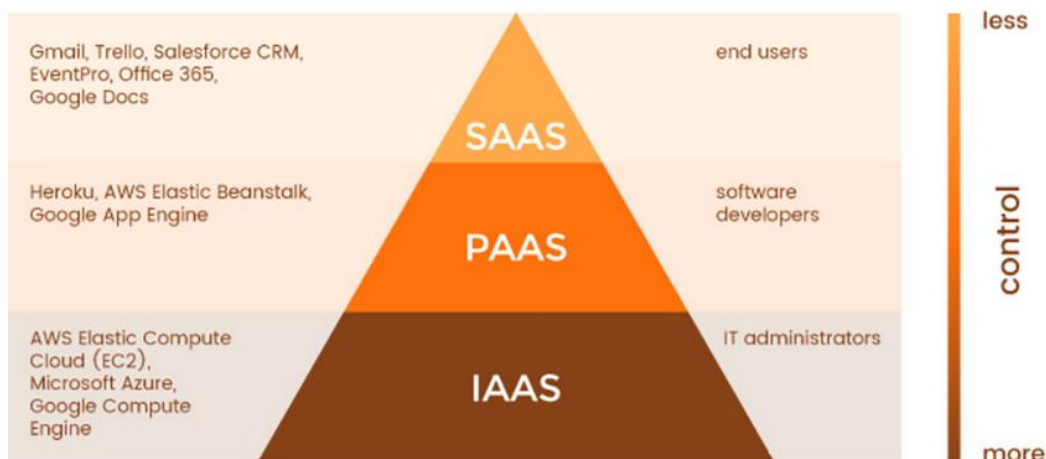 Gmail, Trello, Salesforce CRM,
EventPro, Office 365,
Google Docs
SAAS
end users
Heroku, AWS Elastic Beanstalk,
Google App Engine
PAAS
software
developers
AWS Elastic Compute
Cloud (EC2),
Microsoft Azure,
Google Compute
Engine
IAAS
IT administrators
less
control
more